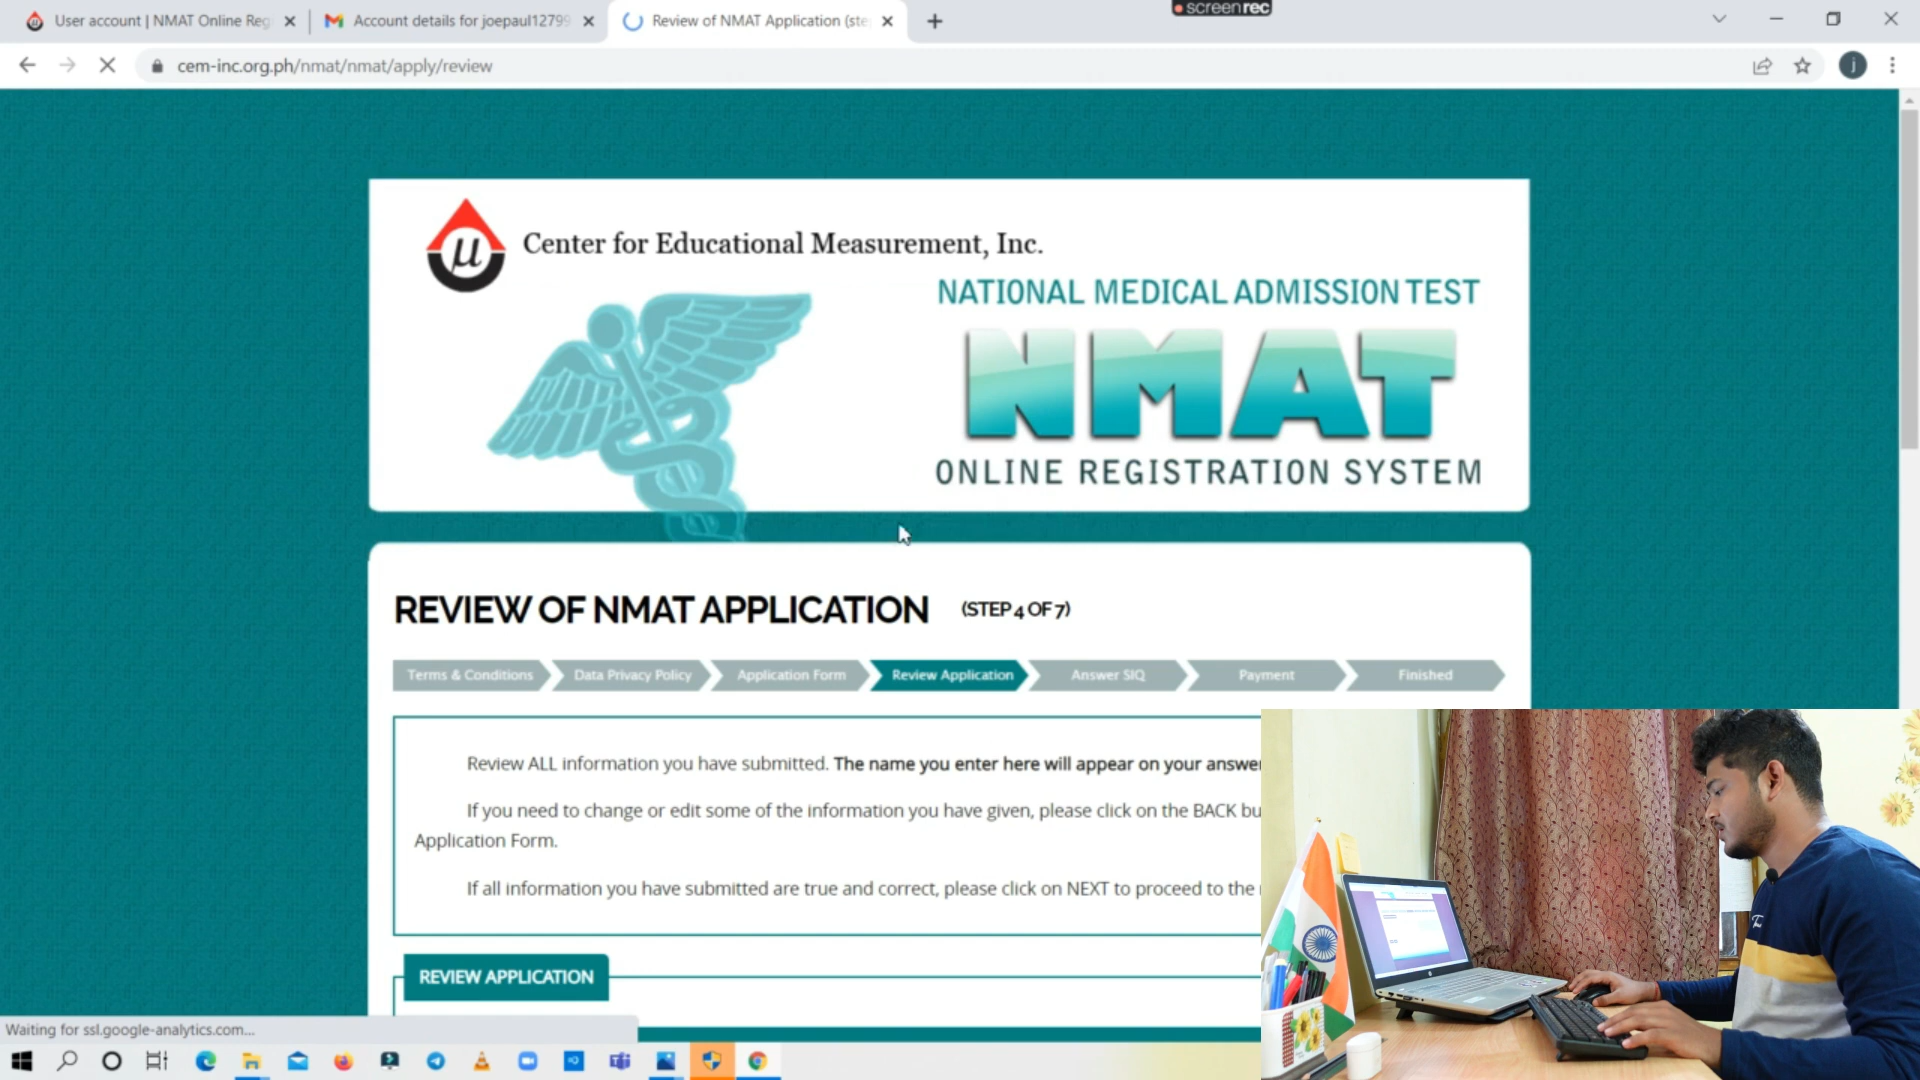 User account | NMAT Online Reg
Account details for joepaul12799
Review of NMAT Application (ste
screenrec
cem-inc.org.ph/nmat/nmat/apply/review
j
µ
Center for Educational Measurement, Inc.
NATIONAL MEDICAL ADMISSION TEST
NMAT
ONLINE REGISTRATION SYSTEM
REVIEW OF NMAT APPLICATION (STEP 4 OF 7)
Terms & Conditions
Data Privacy Policy
Application Form
Review Application
Answer SIQ
Payment
Finished
Review ALL information you have submitted. The name you enter here will appear on your answe
If you need to change or edit some of the information you have given, please click on the BACK bu
Application Form.
If all information you have submitted are true and correct, please click on NEXT to proceed to the
REVIEW APPLICATION
Waiting for ssl.google-analytics.com...